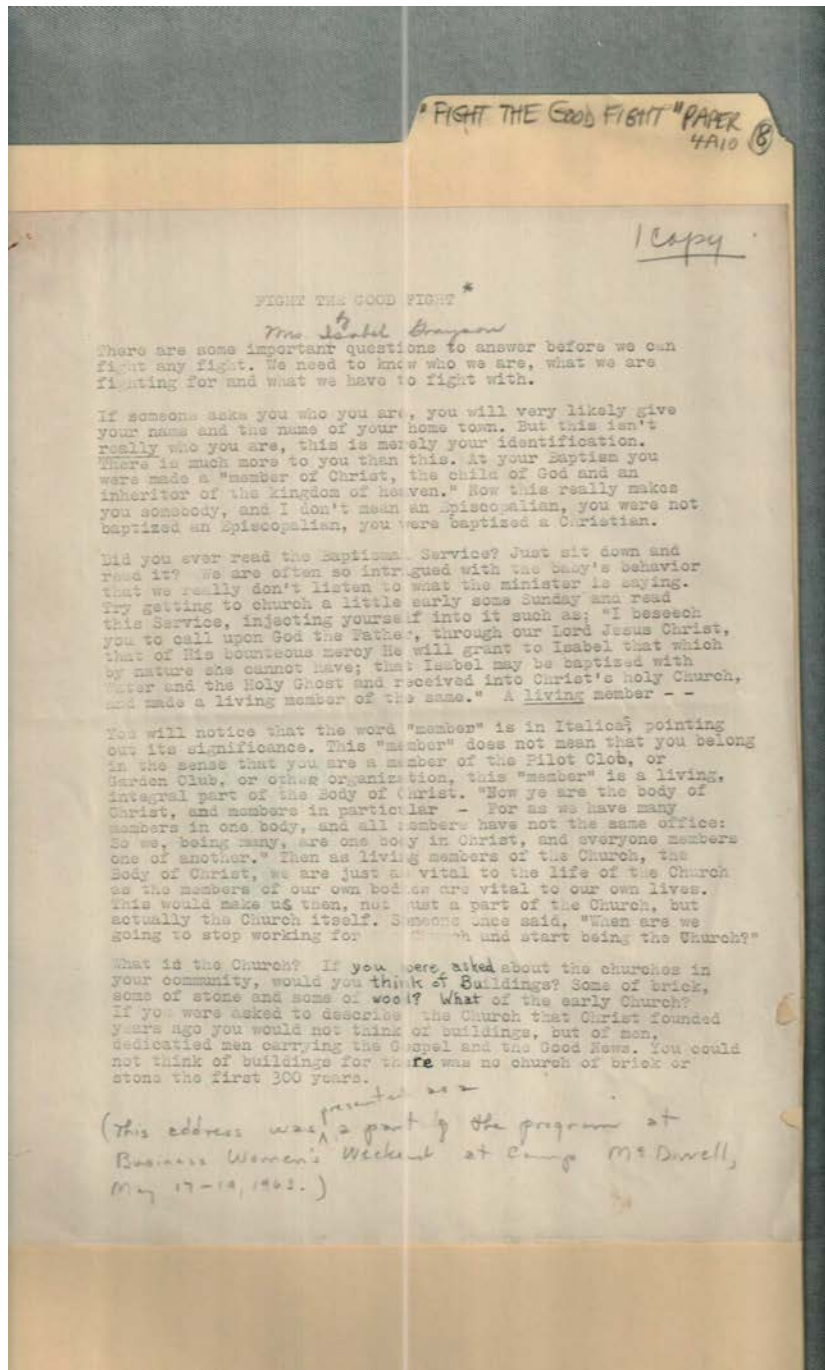 "FIGHT THE GOOD FIGHT" PAPER
4A10 8
1 Copy
FIGHT THE GOOD FIGHT *
by
Mrs Isabel Grayson
There are some important questions to answer before we can
fight any fight. We need to know who we are, what we are
fighting for and what we have to fight with.
If someone asks you who you are, you will very likely give
your name and the name of your home town. But this isn't
really who you are, this is merely your identification.
There is much more to you than this. At your Baptism you
were made a "member of Christ, the child of God and an
inheritor of the kingdom of heaven." Now this really makes
you somebody, and I don't mean an Episcopalian, you were not
baptized an Episcopalian, you were baptized a Christian.
Did you ever read the Baptismal Service? Just sit down and
read it? We are often so intrigued with the baby's behavior
that we really don't listen to what the minister is saying.
Try getting to church a little early some Sunday and read
this Service, injecting yourself into it such as; "I beseech
you to call upon God the Father, through our Lord Jesus Christ,
that of His bounteous mercy He will grant to Isabel that which
by nature she cannot have; that Isabel may be baptized with
Water and the Holy Ghost and received into Christ's holy Church,
and made a living member of the same." A living member - -
You will notice that the word "member" is in Italics, pointing
out its significance. This "member" does not mean that you belong
in the sense that you are a member of the Pilot Club, or
Garden Club, or other organization, this "member" is a living,
integral part of the Body of Christ. "Now ye are the body of
Christ, and members in particular - For as we have many
members in one body, and all members have not the same office:
So we, being many, are one body in Christ, and everyone members
one of another." Then as living members of the Church, the
Body of Christ, we are just as vital to the life of the Church
as the members of our own bodies are vital to our own lives.
This would make us then, not just a part of the Church, but
actually the Church itself. Someone once said, "When are we
going to stop working for and start being the Church?"
What is the Church? If you were asked about the churches in
your community, would you think of Buildings? Some of brick,
some of stone and some of wood? What of the early Church?
If you were asked to describe the Church that Christ founded
years ago you would not think of buildings, but of men,
dedicatied men carrying the Gospel and the Good News. You could
not think of buildings for there was no church of brick or
stone the first 300 years.
presented as a
(This address was ^ a part of the program at
Business Women's Weekend at Camp McDowell,
May 17-19, 1963.)